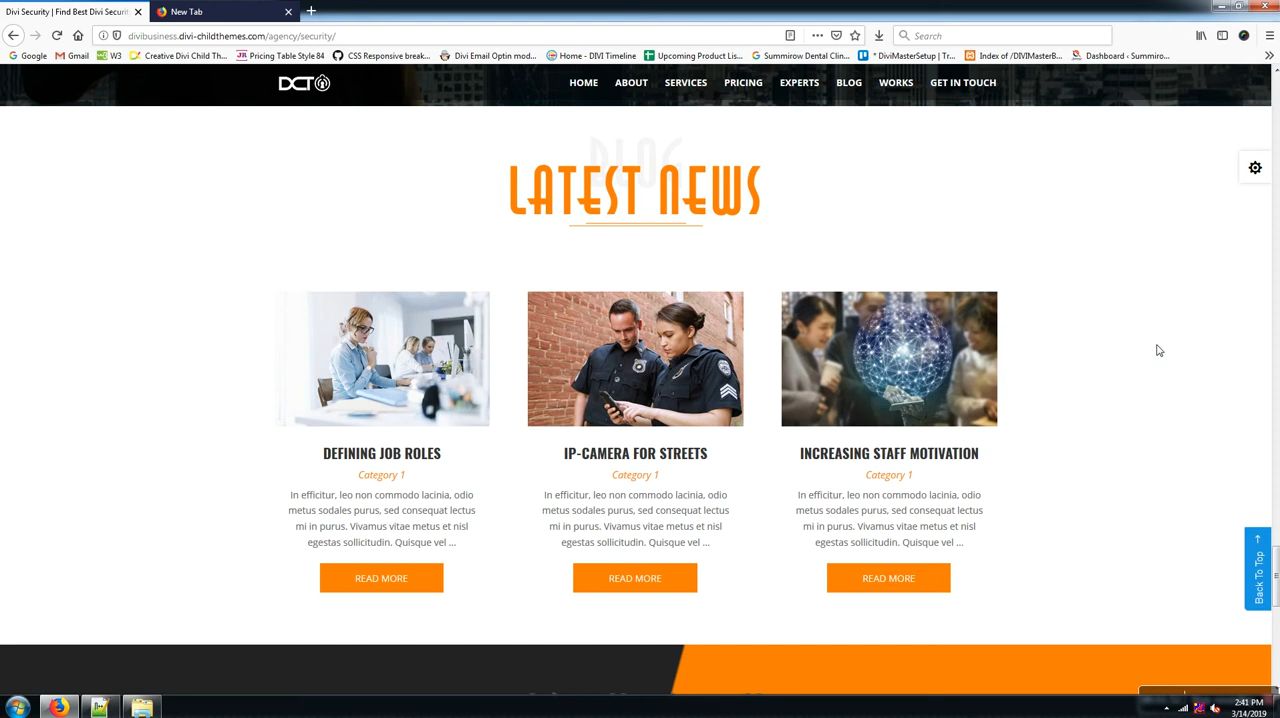 Divi Security | Find Best Divi Securit
New Tab
divibusiness.divi-childthemes.com/agency/security/
Search
Google
Gmail
W3
Creative Divi Child Th...
Pricing Table Style 84
CSS Responsive break...
Divi Email Optin mod...
Home - DIVI Timeline
Upcoming Product Lis...
Summirow Dental Clin...
* DiviMasterSetup | Tr...
Index of /DIVIMasterB...
Dashboard ‹ Summiro...
DCT
HOME
ABOUT
SERVICES
PRICING
EXPERTS
BLOG
WORKS
GET IN TOUCH
BLOG
LATEST NEWS
DEFINING JOB ROLES
Category 1
In efficitur, leo non commodo lacinia, odio
metus sodales purus, sed consequat lectus
mi in purus. Vivamus vitae metus et nisl
egestas sollicitudin. Quisque vel ...
READ MORE
IP-CAMERA FOR STREETS
Category 1
In efficitur, leo non commodo lacinia, odio
metus sodales purus, sed consequat lectus
mi in purus. Vivamus vitae metus et nisl
egestas sollicitudin. Quisque vel ...
READ MORE
INCREASING STAFF MOTIVATION
Category 1
In efficitur, leo non commodo lacinia, odio
metus sodales purus, sed consequat lectus
mi in purus. Vivamus vitae metus et nisl
egestas sollicitudin. Quisque vel ...
READ MORE
Back To Top
2:41 PM
3/14/2019